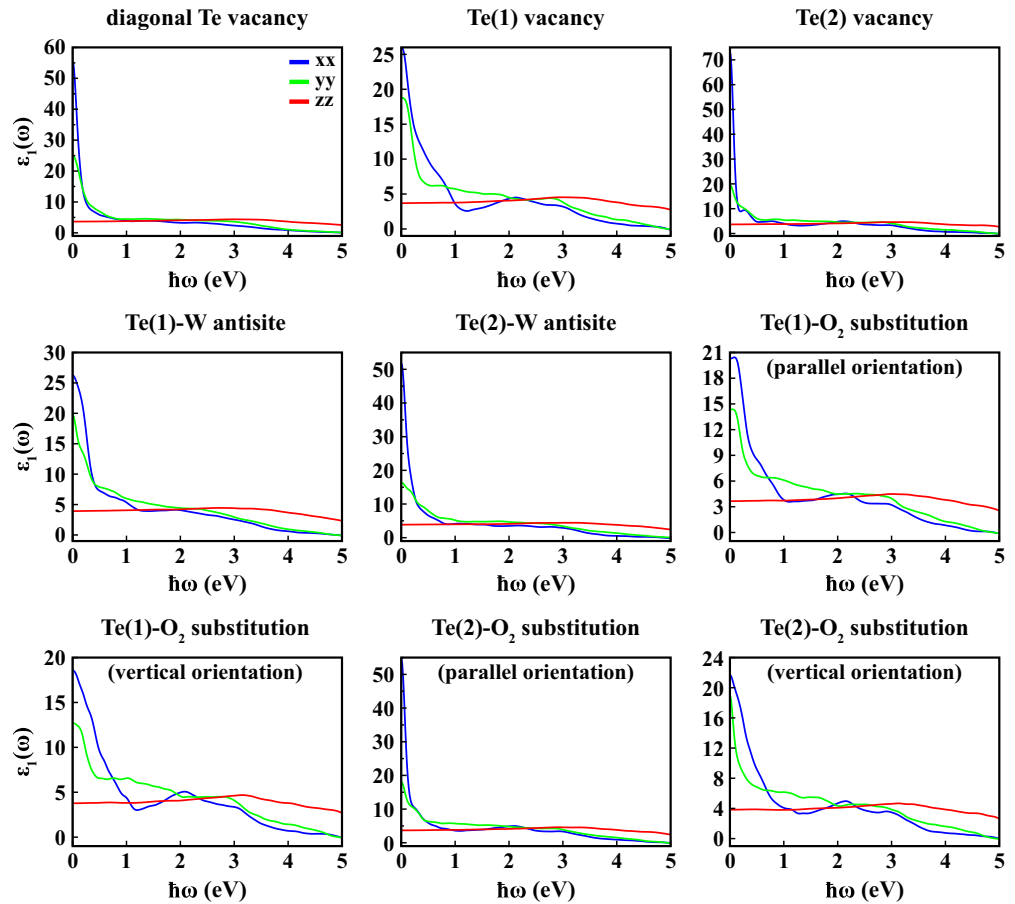 diagonal Te vacancy
60
50
40
30
20
10
0
ε₁(ω)
xx
yy
zz
0 1 2 3 4 5
ħω (eV)
Te(1) vacancy
25
20
15
10
5
0
0 1 2 3 4 5
ħω (eV)
Te(2) vacancy
70
60
50
40
30
20
10
0
0 1 2 3 4 5
ħω (eV)
Te(1)-W antisite
30
25
20
15
10
5
0
ε₁(ω)
0 1 2 3 4 5
ħω (eV)
Te(2)-W antisite
50
40
30
20
10
0
0 1 2 3 4 5
ħω (eV)
Te(1)-O₂ substitution
(parallel orientation)
21
18
15
12
9
6
3
0
0 1 2 3 4 5
ħω (eV)
Te(1)-O₂ substitution
(vertical orientation)
20
15
10
5
0
ε₁(ω)
0 1 2 3 4 5
ħω (eV)
Te(2)-O₂ substitution
(parallel orientation)
50
40
30
20
10
0
0 1 2 3 4 5
ħω (eV)
Te(2)-O₂ substitution
(vertical orientation)
24
20
16
12
8
4
0
0 1 2 3 4 5
ħω (eV)